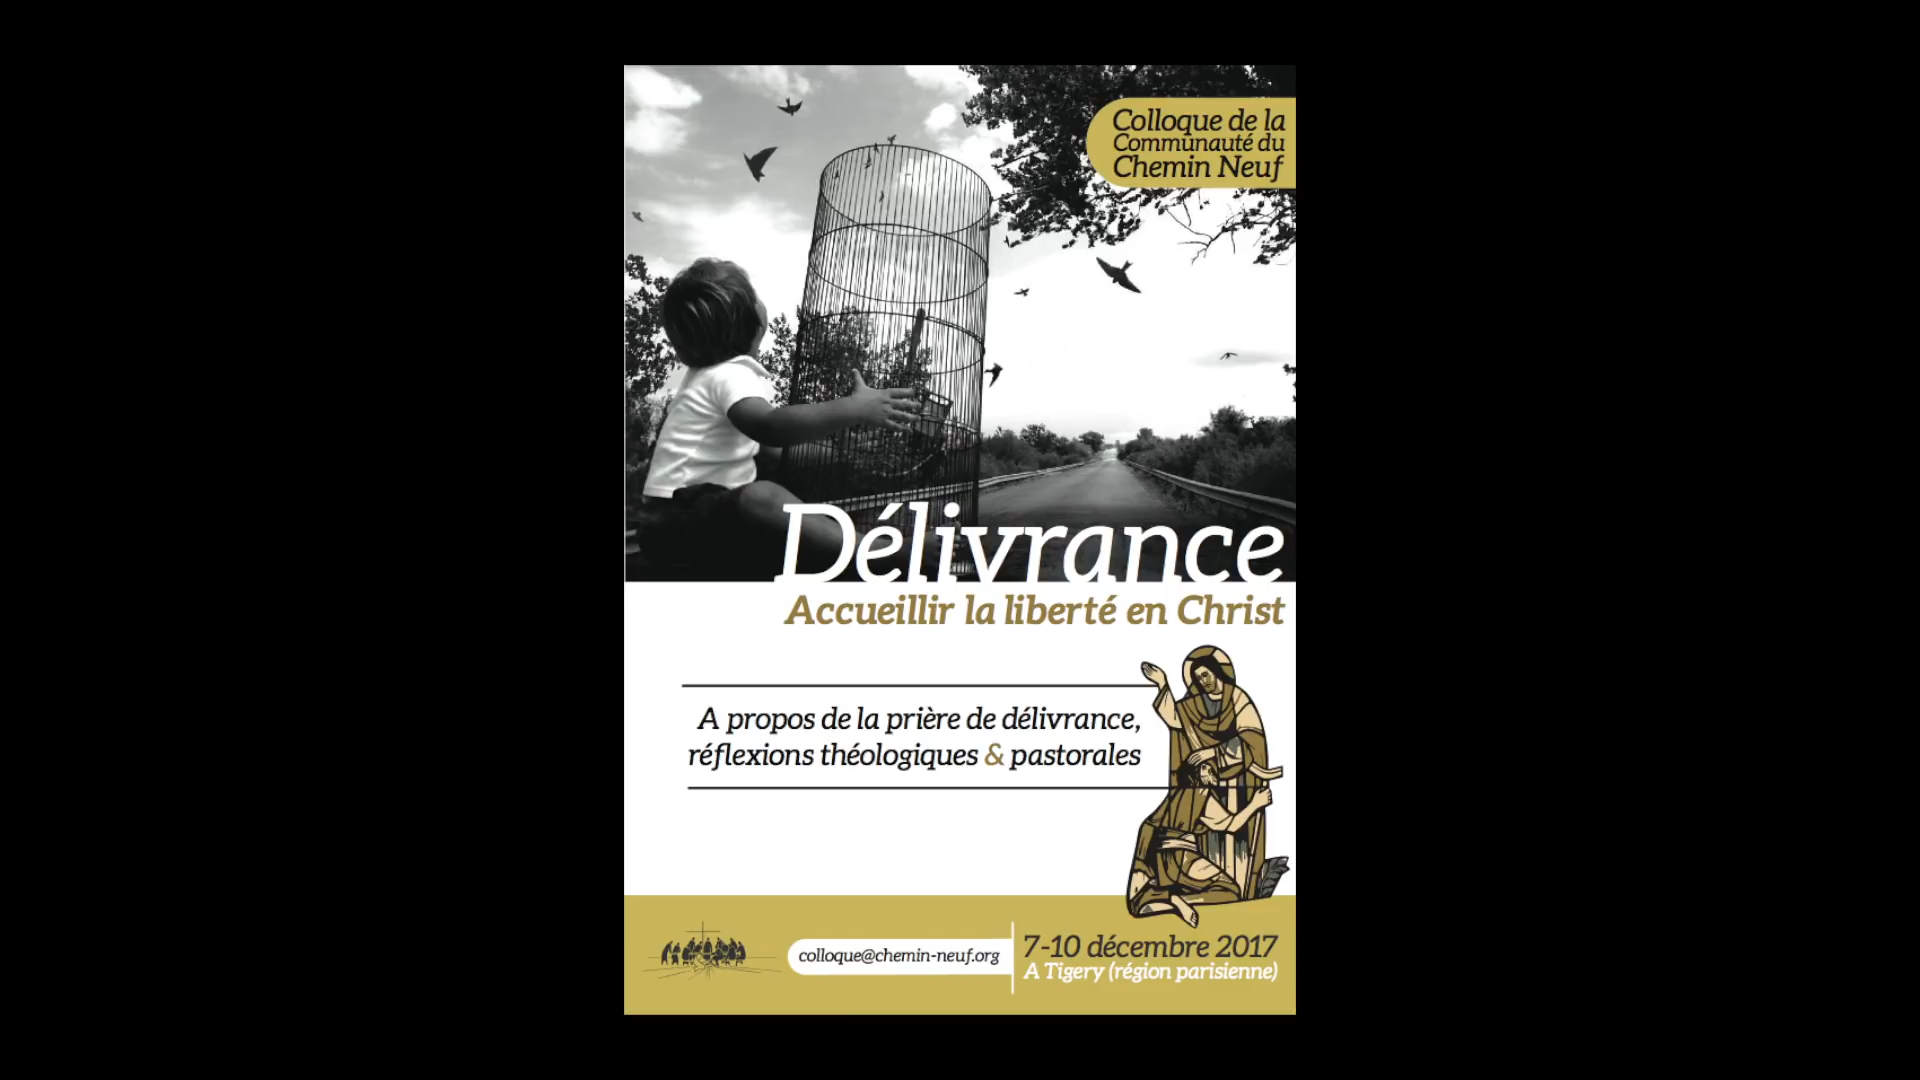 Colloque de la
Communauté du
Chemin Neuf
Délivrance
Accueillir la liberté en Christ
A propos de la prière de délivrance,
réflexions théologiques & pastorales
colloque@chemin-neuf.org
7-10 décembre 2017
A Tigery (région parisienne)